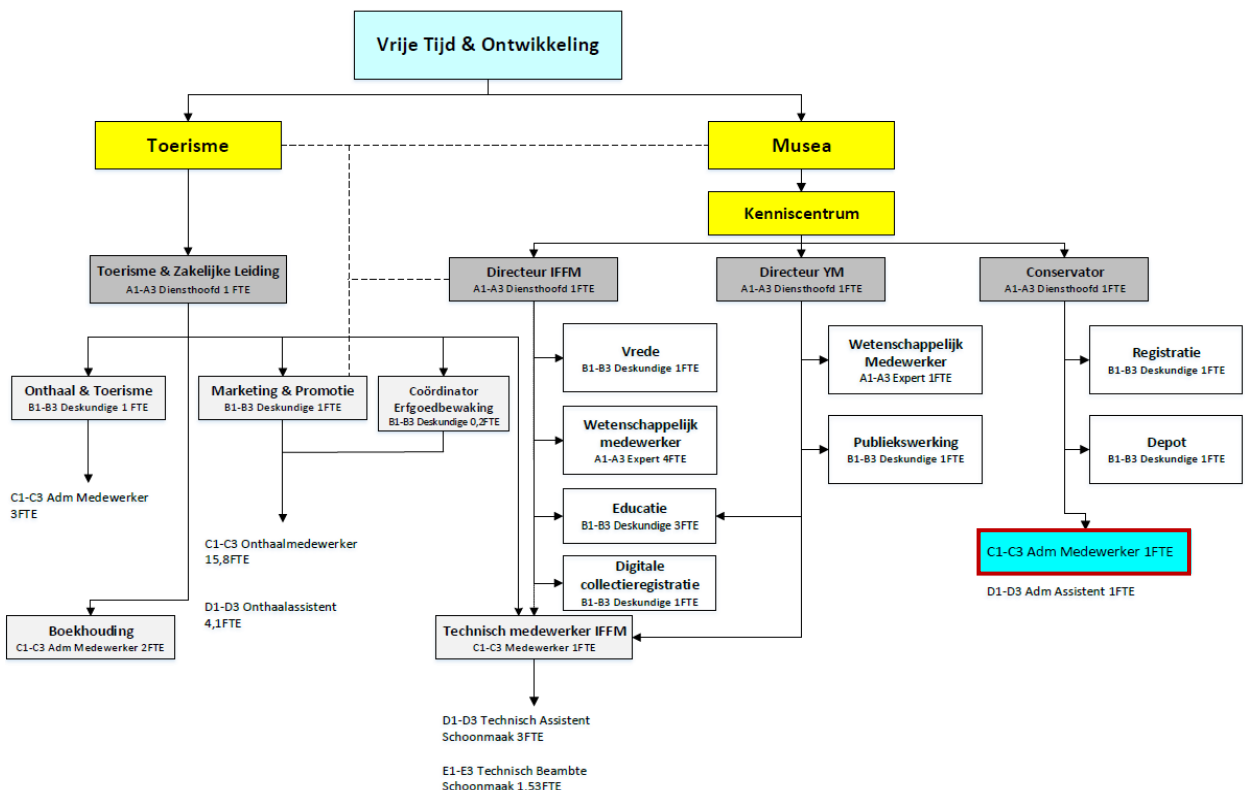 Vrije Tijd & Ontwikkeling
Toerisme
Musea
Kenniscentrum
Toerisme & Zakelijke Leiding
A1-A3 Diensthoofd 1 FTE
Directeur IFFM
A1-A3 Diensthoofd 1FTE
Directeur YM
A1-A3 Diensthoofd 1FTE
Conservator
A1-A3 Diensthoofd 1FTE
Onthaal & Toerisme
B1-B3 Deskundige 1 FTE
Marketing & Promotie
B1-B3 Deskundige 1FTE
Coördinator
Erfgoedbewaking
B1-B3 Deskundige 0,2FTE
Vrede
B1-B3 Deskundige 1FTE
Wetenschappelijk
Medewerker
A1-A3 Expert 1FTE
Registratie
B1-B3 Deskundige 1FTE
Wetenschappelijk
medewerker
A1-A3 Expert 4FTE
Publiekswerking
B1-B3 Deskundige 1FTE
Depot
B1-B3 Deskundige 1FTE
C1-C3 Adm Medewerker
3FTE
Educatie
B1-B3 Deskundige 3FTE
C1-C3 Onthaalmedewerker
15,8FTE
C1-C3 Adm Medewerker 1FTE
D1-D3 Adm Assistent 1FTE
Digitale
collectieregistratie
B1-B3 Deskundige 1FTE
D1-D3 Onthaalassistent
4,1FTE
Boekhouding
C1-C3 Adm Medewerker 2FTE
Technisch medewerker IFFM
C1-C3 Medewerker 1FTE
D1-D3 Technisch Assistent
Schoonmaak 3FTE
E1-E3 Technisch Beambte
Schoonmaak 1,53FTE